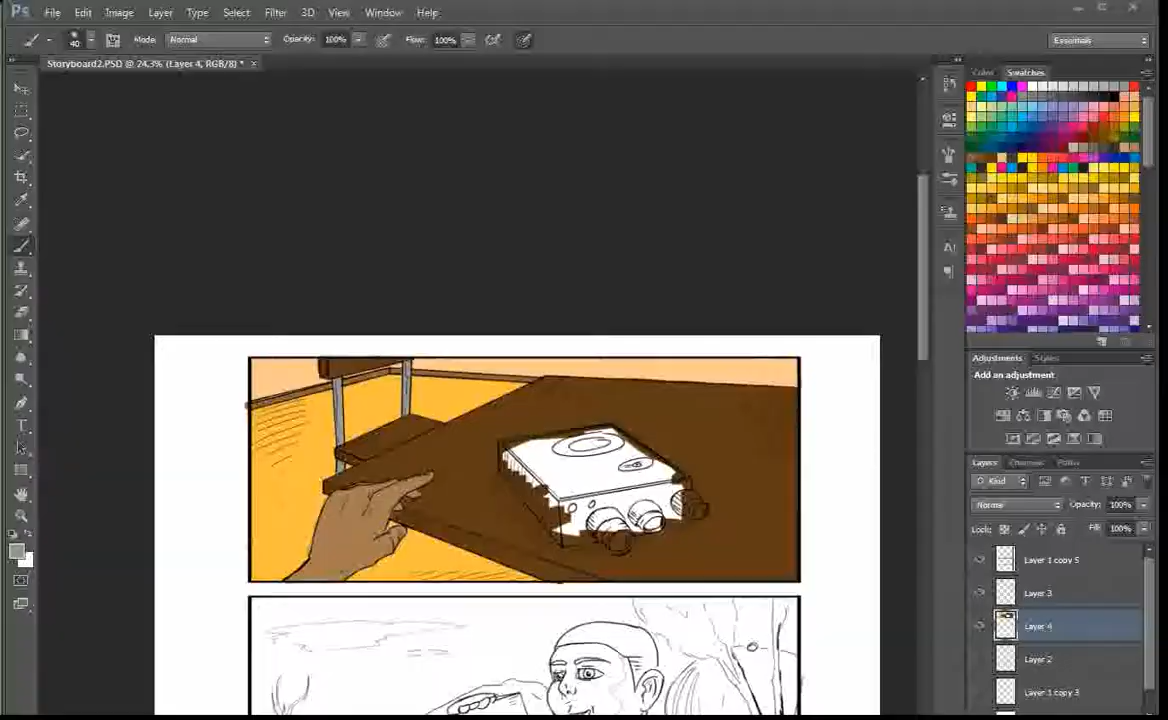 Ps File Edit Image Layer Type Select Filter 3D View Window Help
40 Mode: Normal Opacity: 100% Flow: 100% Essentials
Storyboard2.PSD @ 24.3% (Layer 4, RGB/8) * ×
Color Swatches
Adjustments Styles
Add an adjustment
Layers Channels Paths
Kind
Normal Opacity: 100%
Lock: Fill: 100%
Layer 1 copy 5
Layer 3
Layer 4
Layer 2
Layer 1 copy 3